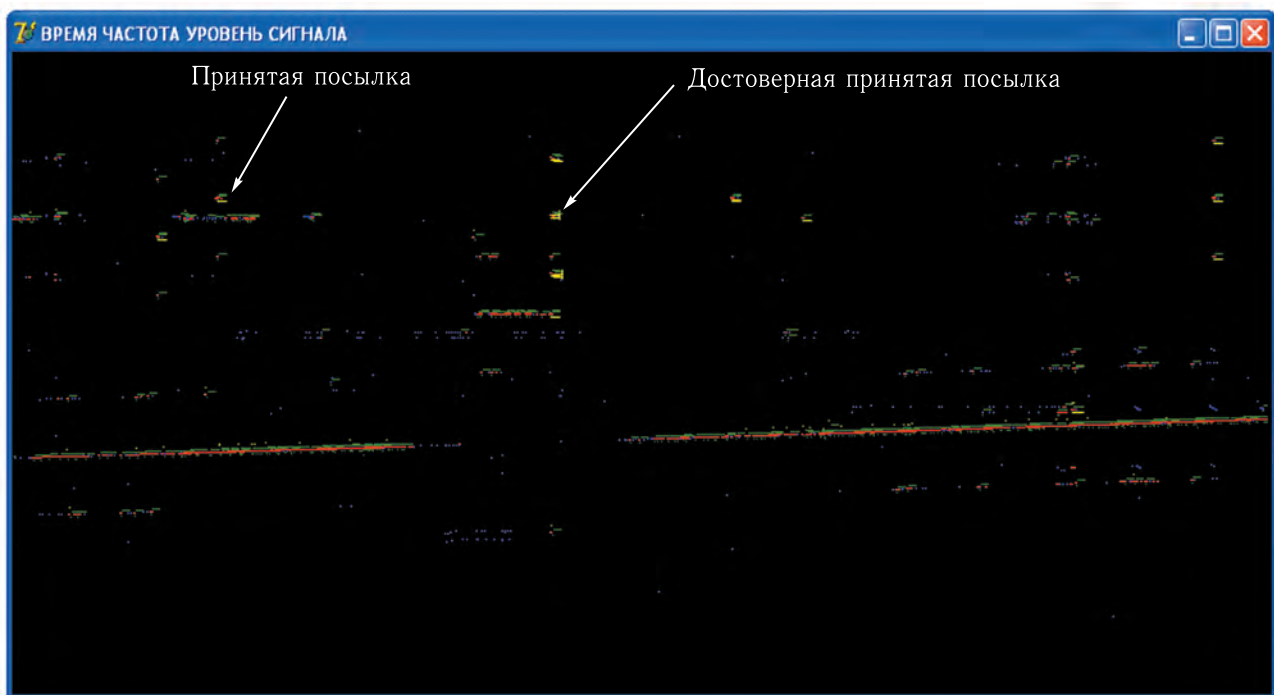 ВРЕМЯ ЧАСТОТА УРОВЕНЬ СИГНАЛА
Принятая посылка
Достоверная принятая посылка